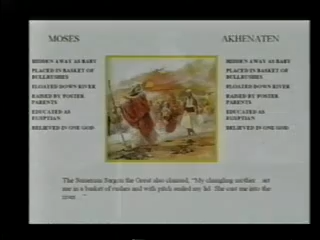 MOSES
HIDDEN AWAY AS BABY
PLACED IN BASKET OF
BULLRUSHES
FLOATED DOWN RIVER
RAISED BY FOSTER
PARENTS
EDUCATED AS
EGYPTIAN
BELIEVED IN ONE GOD
AKHENATEN
HIDDEN AWAY AS BABY
PLACED IN BASKET OF
BULLRUSHES
FLOATED DOWN RIVER
RAISED BY FOSTER
PARENTS
EDUCATED AS
EGYPTIAN
BELIEVED IN ONE GOD
The Sumerian Sargon the Great also claimed, "My changling mother set
me in a basket of rushes and with pitch sealed my lid. She cast me into the
river